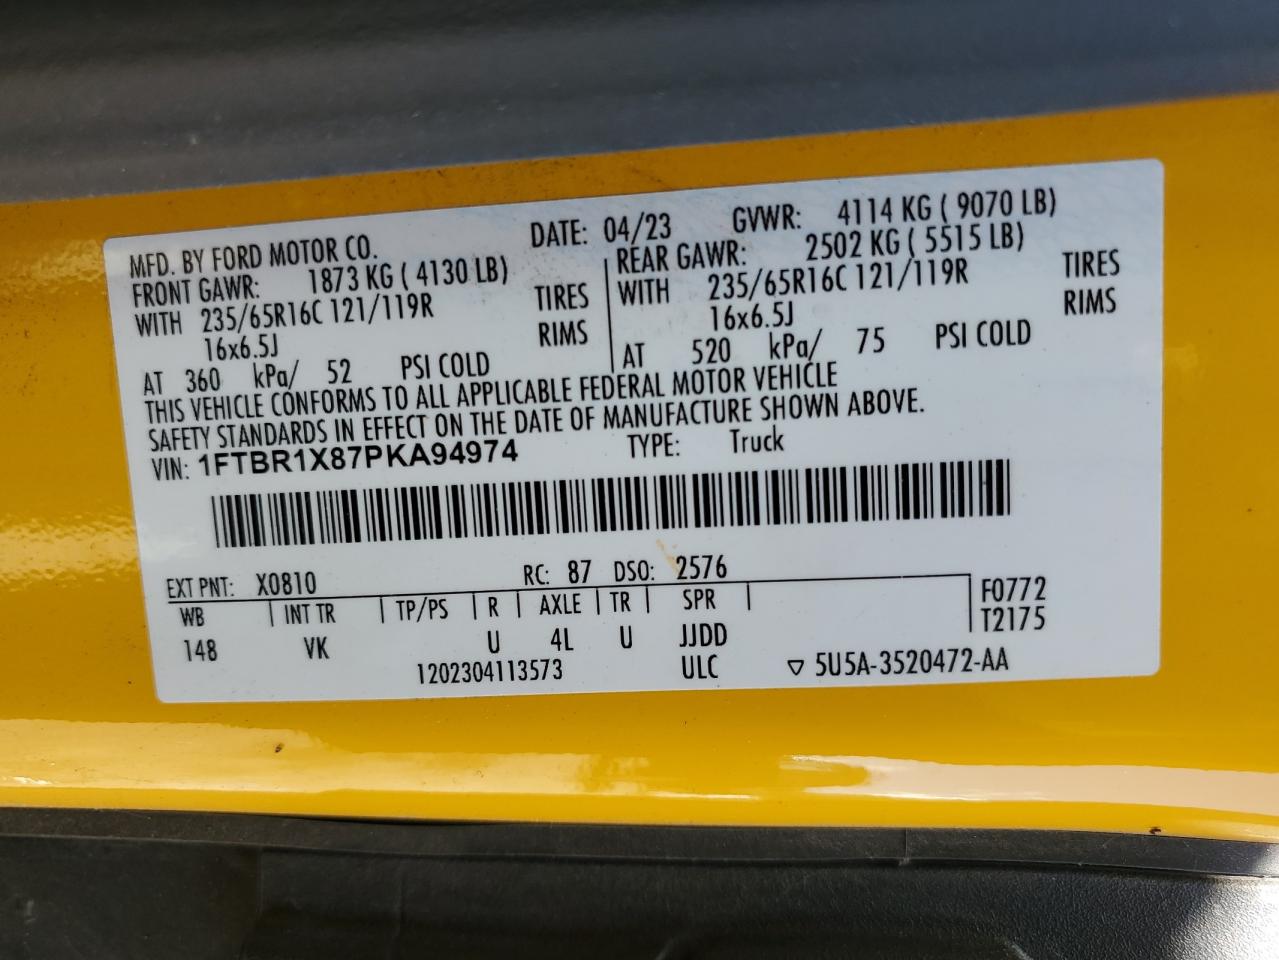 MFD. BY FORD MOTOR CO. DATE: 04/23 GVWR: 4114 KG ( 9070 LB)
FRONT GAWR: 1873 KG ( 4130 LB) REAR GAWR: 2502 KG ( 5515 LB)
WITH 235/65R16C 121/119R TIRES WITH 235/65R16C 121/119R TIRES
16x6.5J RIMS 16x6.5J RIMS
AT 360 kPa/ 52 PSI COLD AT 520 kPa/ 75 PSI COLD
THIS VEHICLE CONFORMS TO ALL APPLICABLE FEDERAL MOTOR VEHICLE
SAFETY STANDARDS IN EFFECT ON THE DATE OF MANUFACTURE SHOWN ABOVE.
VIN: 1FTBR1X87PKA94974 TYPE: Truck
EXT PNT: X0810 RC: 87 DSO: 2576
WB INT TR TP/PS R AXLE TR SPR F0772
148 VK U 4L U JJDD T2175
1202304113573 ULC ▽ 5U5A-3520472-AA